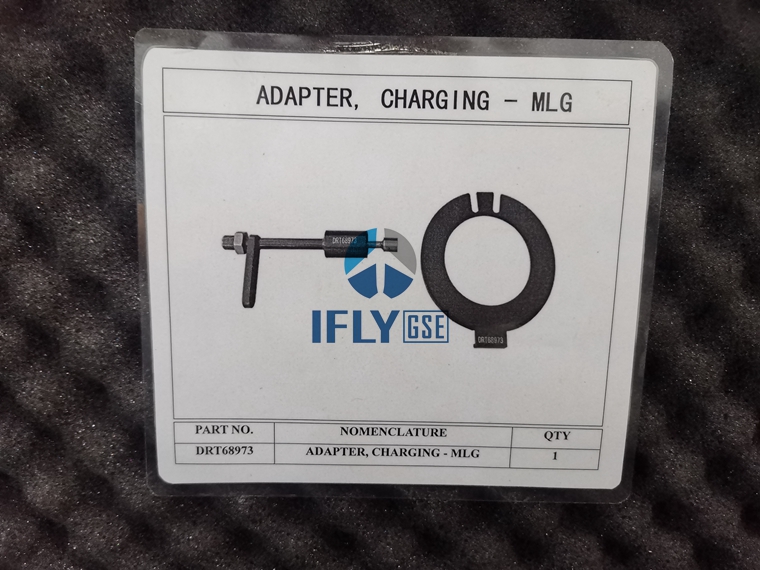 ADAPTER, CHARGING - MLG
DRT68973
IFLY GSE
DRT68973
PART NO. NOMENCLATURE QTY
DRT68973 ADAPTER, CHARGING - MLG 1